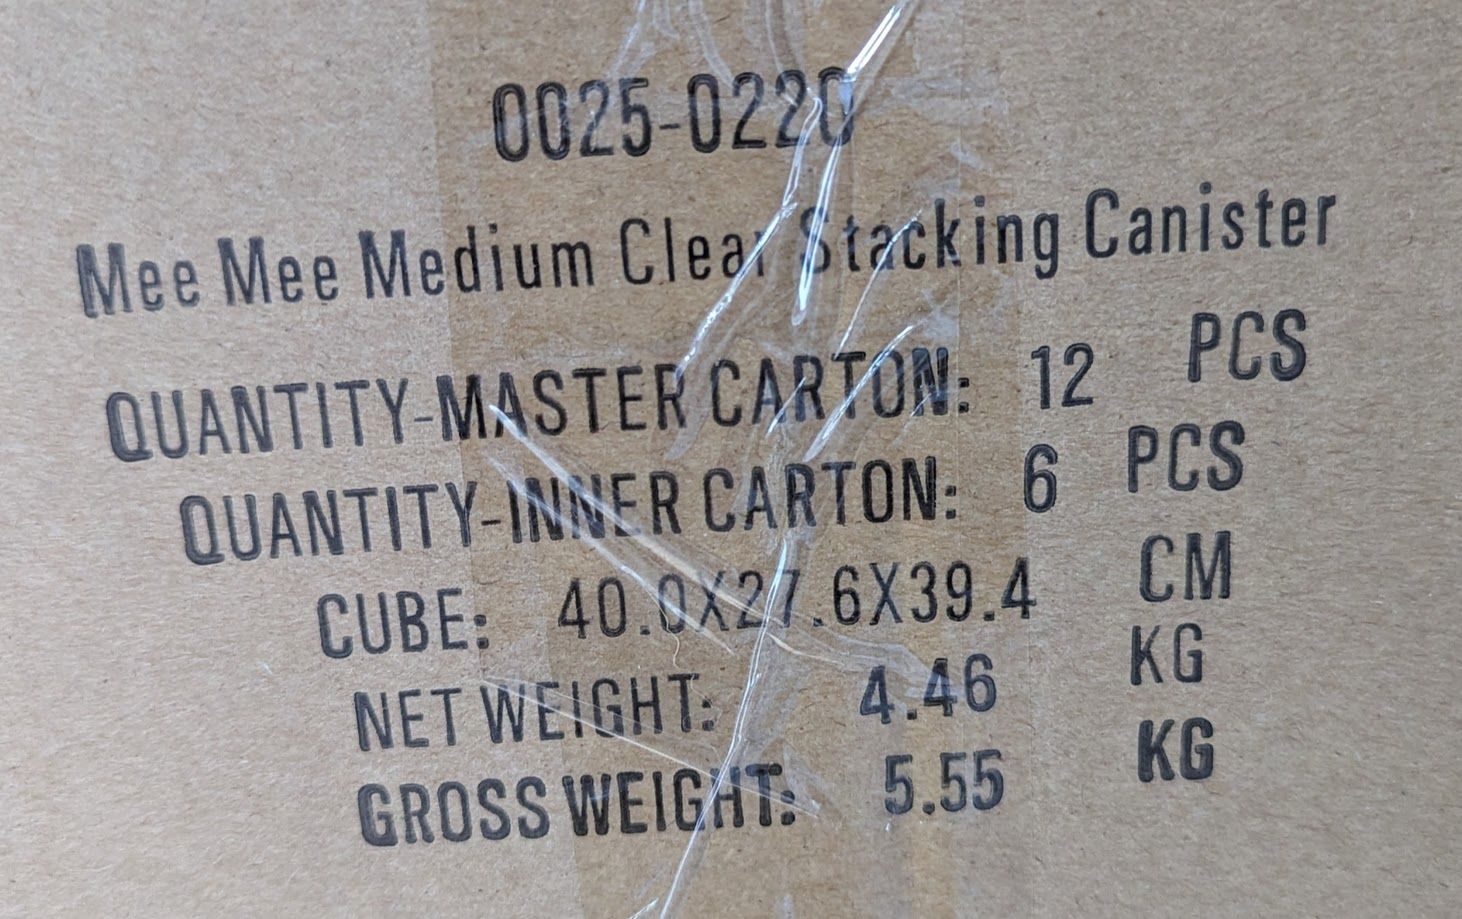 0025-0220
Mee Mee Medium Clear Stacking Canister
QUANTITY-MASTER CARTON: 12 PCS
QUANTITY-INNER CARTON: 6 PCS
CUBE: 40.0X27.6X39.4 CM
NET WEIGHT: 4.46 KG
GROSS WEIGHT: 5.55 KG